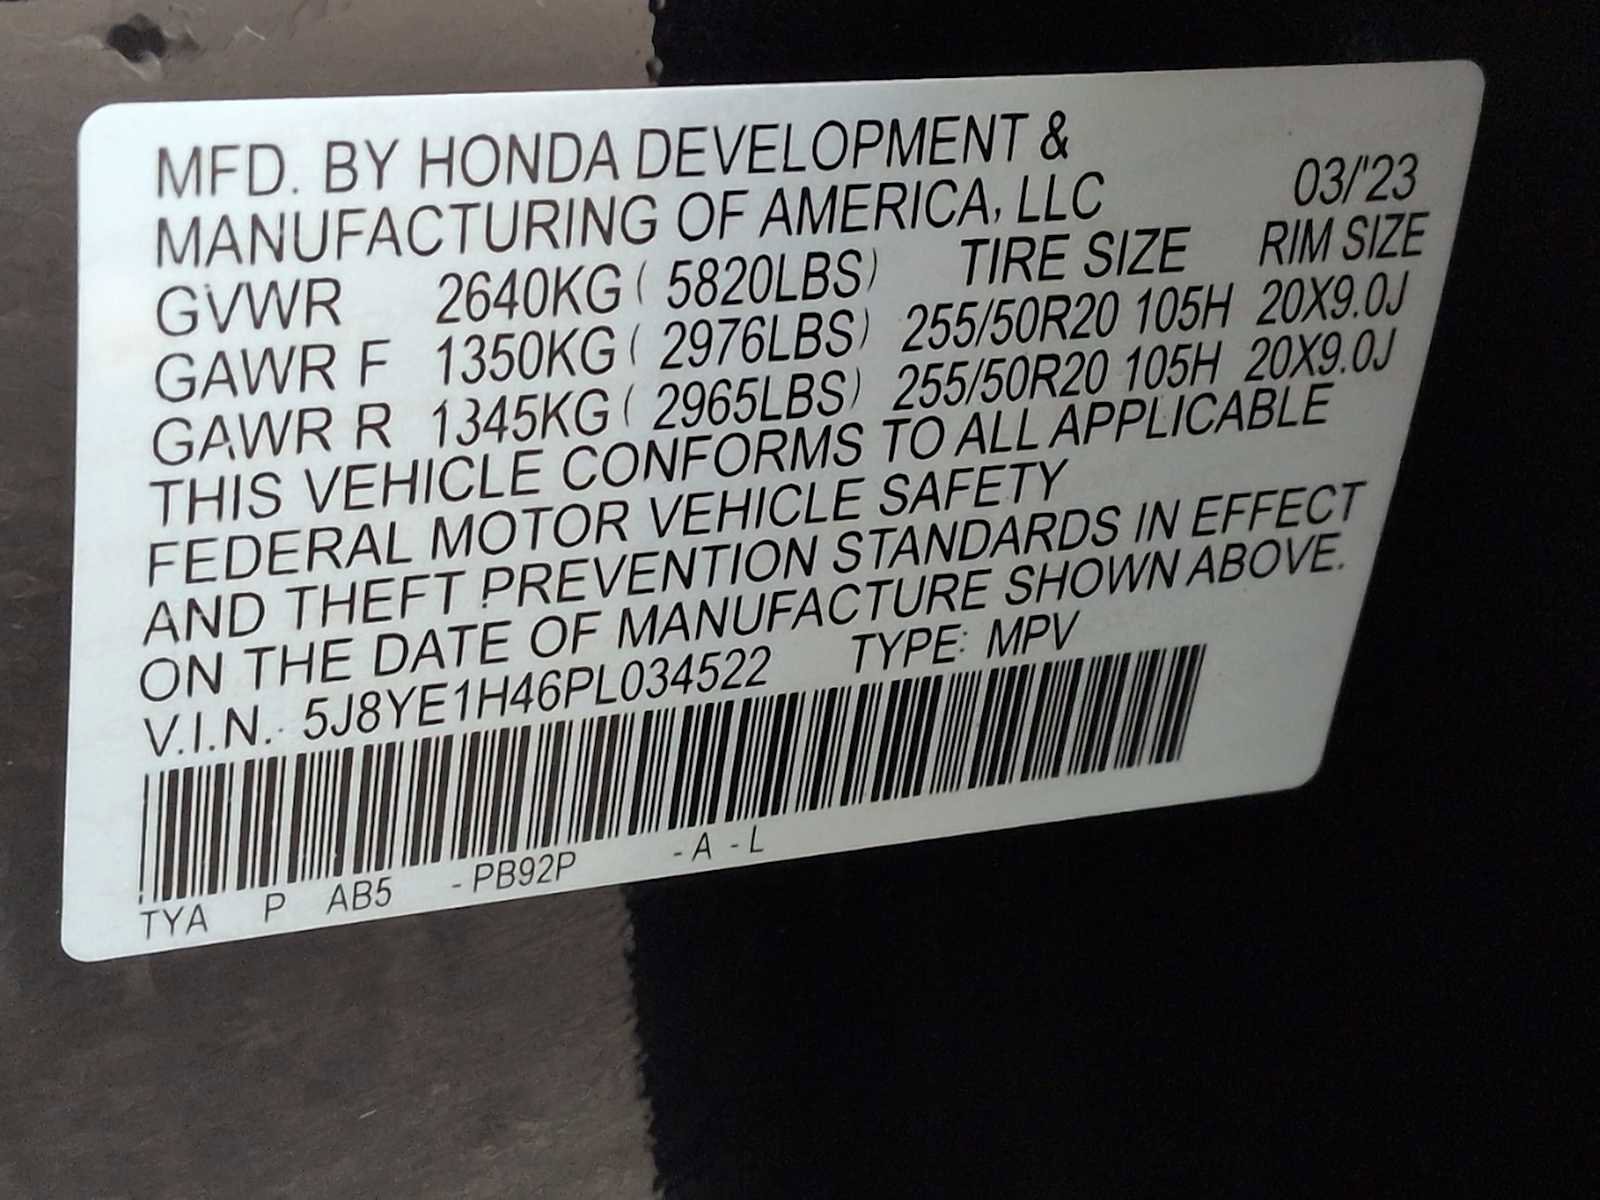 MFD. BY HONDA DEVELOPMENT &
MANUFACTURING OF AMERICA, LLC 03/'23
GVWR 2640KG ( 5820LBS) TIRE SIZE RIM SIZE
GAWR F 1350KG ( 2976LBS) 255/50R20 105H 20X9.0J
GAWR R 1345KG ( 2965LBS) 255/50R20 105H 20X9.0J
THIS VEHICLE CONFORMS TO ALL APPLICABLE
FEDERAL MOTOR VEHICLE SAFETY
AND THEFT PREVENTION STANDARDS IN EFFECT
ON THE DATE OF MANUFACTURE SHOWN ABOVE.
V.I.N. 5J8YE1H46PL034522 TYPE: MPV
TYA P AB5 -PB92P -A -L